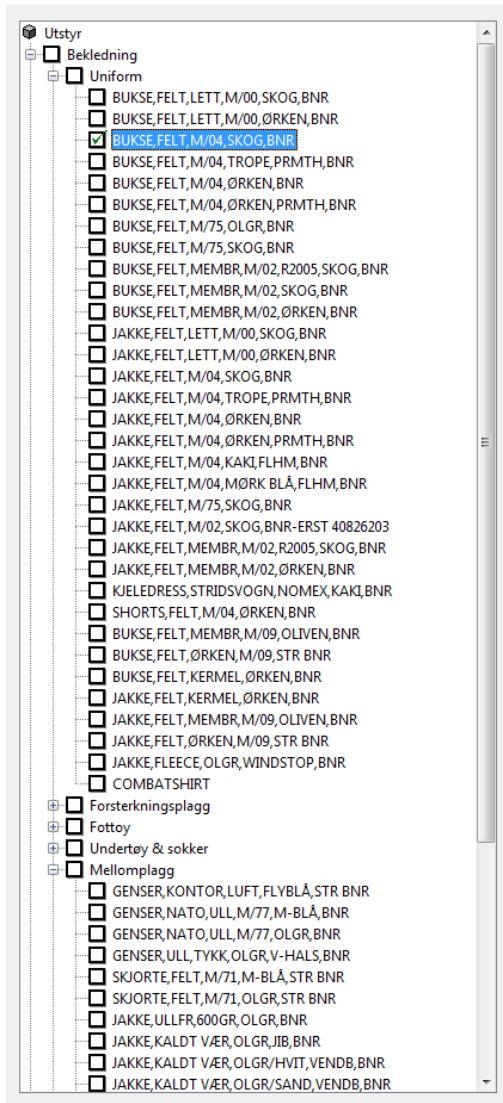 Utstyr
Bekledning
Uniform
BUKSE,FELT,LETT,M/00,SKOG,BNR
BUKSE,FELT,LETT,M/00,ØRKEN,BNR
BUKSE,FELT,M/04,SKOG,BNR
BUKSE,FELT,M/04,TROPE,PRMTH,BNR
BUKSE,FELT,M/04,ØRKEN,BNR
BUKSE,FELT,M/04,ØRKEN,PRMTH,BNR
BUKSE,FELT,M/75,OLGR,BNR
BUKSE,FELT,M/75,SKOG,BNR
BUKSE,FELT,MEMBR,M/02,R2005,SKOG,BNR
BUKSE,FELT,MEMBR,M/02,SKOG,BNR
BUKSE,FELT,MEMBR,M/02,ØRKEN,BNR
JAKKE,FELT,LETT,M/00,SKOG,BNR
JAKKE,FELT,LETT,M/00,ØRKEN,BNR
JAKKE,FELT,M/04,SKOG,BNR
JAKKE,FELT,M/04,TROPE,PRMTH,BNR
JAKKE,FELT,M/04,ØRKEN,BNR
JAKKE,FELT,M/04,ØRKEN,PRMTH,BNR
JAKKE,FELT,M/04,KAKI,FLHM,BNR
JAKKE,FELT,M/04,MØRK BLÅ,FLHM,BNR
JAKKE,FELT,M/75,SKOG,BNR
JAKKE,FELT,M/02,SKOG,BNR-ERST 40826203
JAKKE,FELT,MEMBR,M/02,R2005,SKOG,BNR
JAKKE,FELT,MEMBR,M/02,ØRKEN,BNR
KJELEDRESS,STRIDSVOGN,NOMEX,KAKI,BNR
SHORTS,FELT,M/04,ØRKEN,BNR
BUKSE,FELT,MEMBR,M/09,OLIVEN,BNR
BUKSE,FELT,ØRKEN,M/09,STR BNR
BUKSE,FELT,KERMEL,ØRKEN,BNR
JAKKE,FELT,KERMEL,ØRKEN,BNR
JAKKE,FELT,MEMBR,M/09,OLIVEN,BNR
JAKKE,FELT,ØRKEN,M/09,STR BNR
JAKKE,FLEECE,OLGR,WINDSTOP,BNR
COMBATSHIRT
Forsterkningsplagg
Fottoy
Undertøy & sokker
Mellomplagg
GENSER,KONTOR,LUFT,FLYBLÅ,STR BNR
GENSER,NATO,ULL,M/77,M-BLÅ,BNR
GENSER,NATO,ULL,M/77,OLGR,BNR
GENSER,ULL,TYKK,OLGR,V-HALS,BNR
SKJORTE,FELT,M/71,M-BLÅ,STR BNR
SKJORTE,FELT,M/71,OLGR,STR BNR
JAKKE,ULLFR,600GR,OLGR,BNR
JAKKE,KALDT VÆR,OLGR,JIB,BNR
JAKKE,KALDT VÆR,OLGR/HVIT,VENDB,BNR
JAKKE,KALDT VÆR,OLGR/SAND,VENDB,BNR